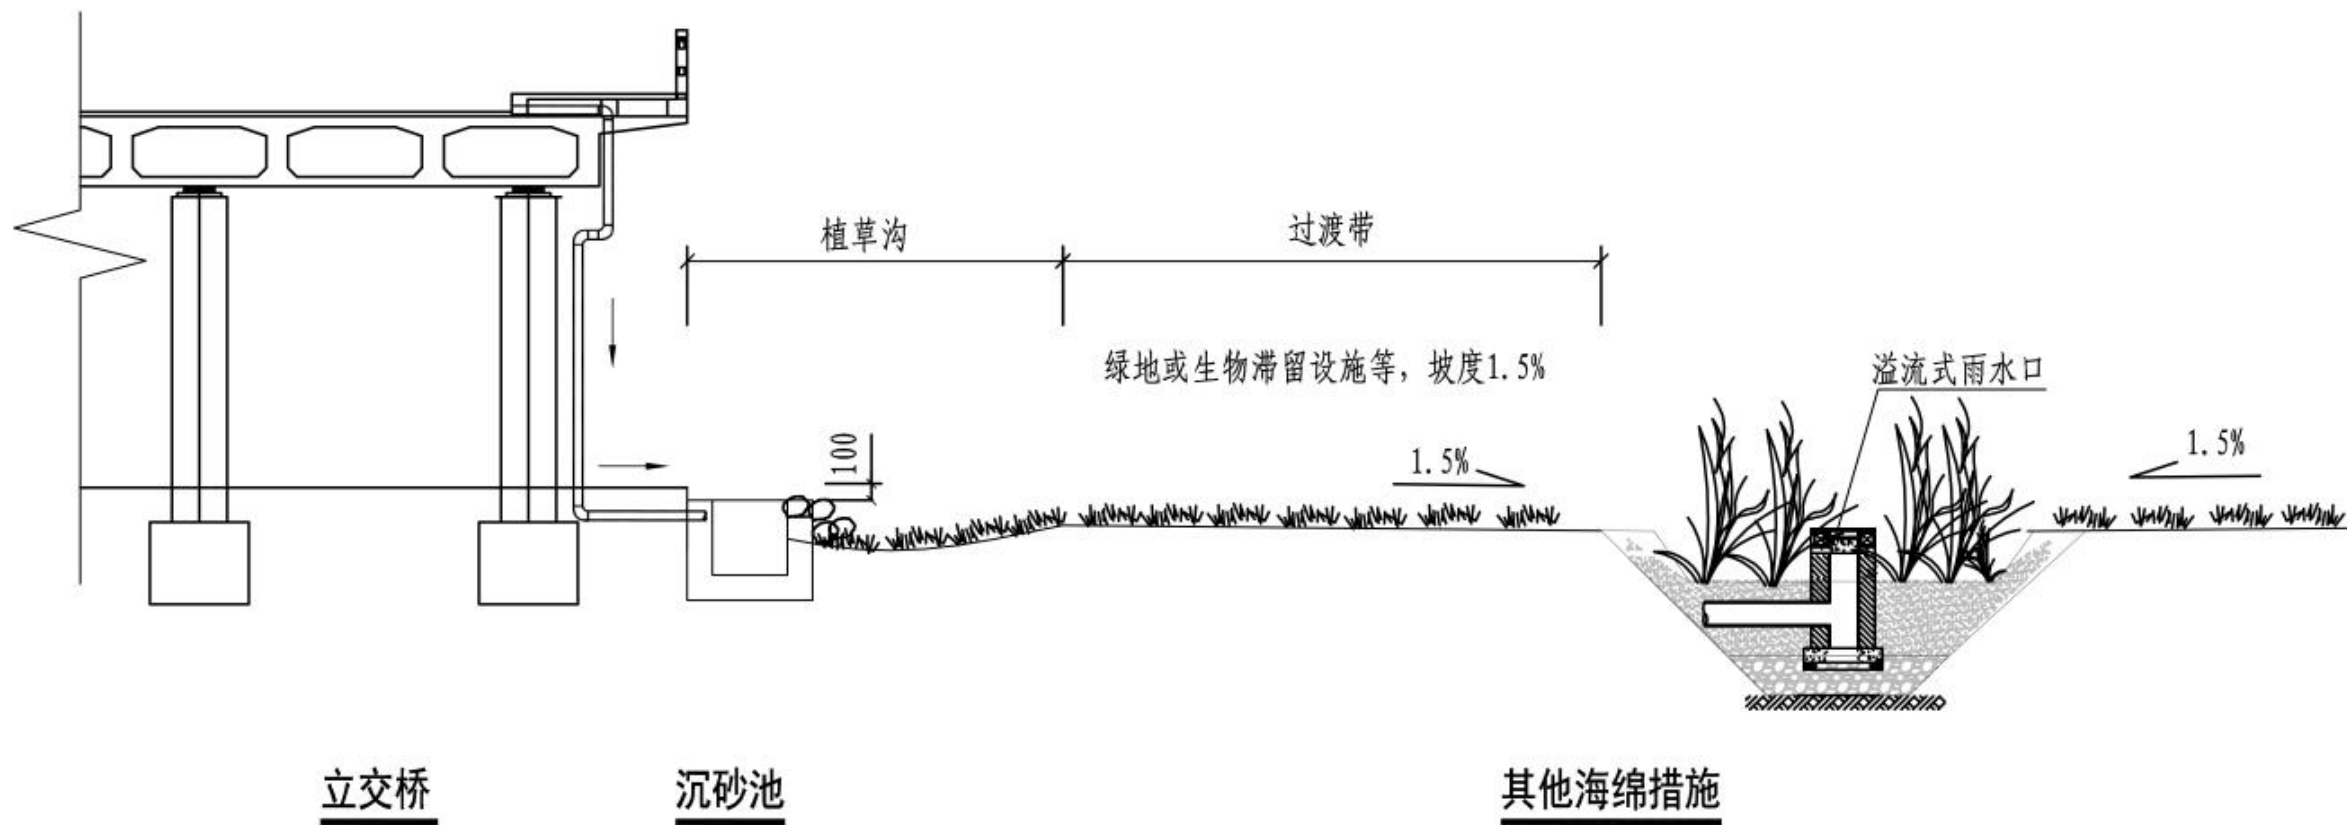 植草沟
过渡带
绿地或生物滞留设施等，坡度1.5%
溢流式雨水口
100
1.5%
1.5%
立交桥
沉砂池
其他海绵措施